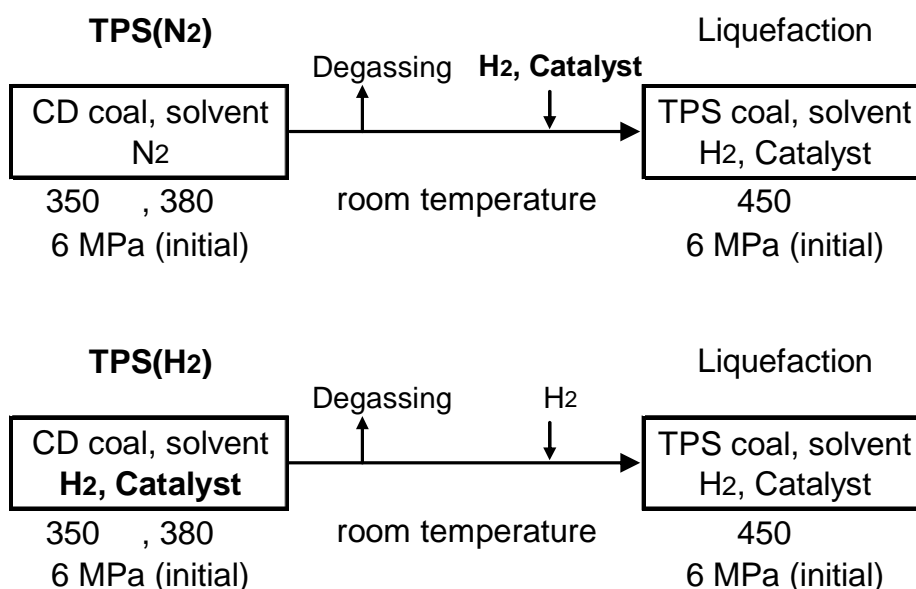 TPS(N2) Liquefaction
Degassing H2, Catalyst
CD coal, solvent TPS coal, solvent
N2 H2, Catalyst
350 , 380 room temperature 450
6 MPa (initial) 6 MPa (initial)
TPS(H2) Liquefaction
Degassing H2
CD coal, solvent TPS coal, solvent
H2, Catalyst H2, Catalyst
350 , 380 room temperature 450
6 MPa (initial) 6 MPa (initial)